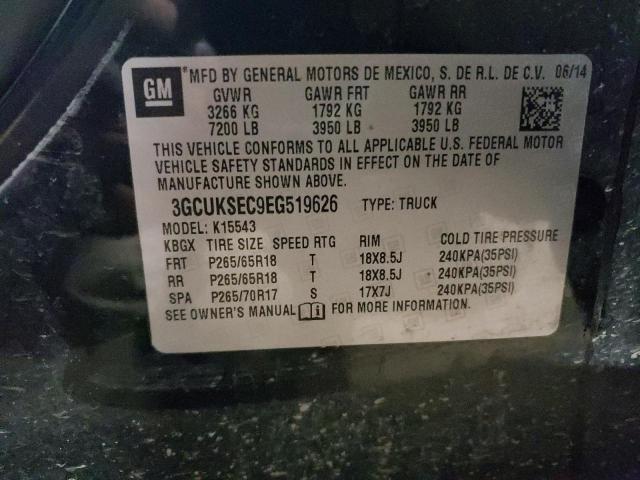 GM
*MFD BY GENERAL MOTORS DE MEXICO, S. DE R.L. DE C.V. 06/14
GVWR GAWR FRT GAWR RR
3266 KG 1792 KG 1792 KG
7200 LB 3950 LB 3950 LB
THIS VEHICLE CONFORMS TO ALL APPLICABLE U.S. FEDERAL MOTOR
VEHICLE SAFETY STANDARDS IN EFFECT ON THE DATE OF
MANUFACTURE SHOWN ABOVE.
3GCUKSEC9EG519626 TYPE: TRUCK
MODEL: K15543
KBGX TIRE SIZE SPEED RTG RIM COLD TIRE PRESSURE
FRT P265/65R18 T 18X8.5J 240KPA(35PSI)
RR P265/65R18 T 18X8.5J 240KPA(35PSI)
SPA P265/70R17 S 17X7J 240KPA(35PSI)
SEE OWNER'S MANUAL FOR MORE INFORMATION.